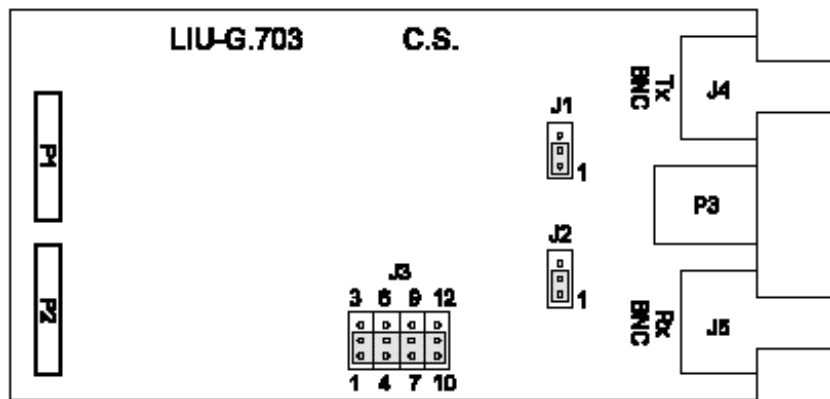 LIU-G.703 C.S.
Tx
BNC
J4
J1
P1
1
P3
J2
J3
1
3 6 9 12
P2
Rx
BNC
J5
1 4 7 10